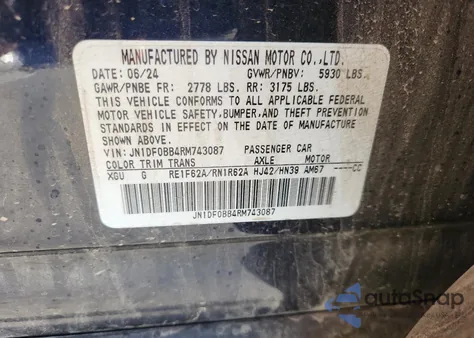 MANUFACTURED BY NISSAN MOTOR CO.,LTD.
DATE: 06/24 GVWR/PNBV: 5930 LBS.
GAWR/PNBE FR: 2778 LBS. RR: 3175 LBS.
THIS VEHICLE CONFORMS TO ALL APPLICABLE FEDERAL
MOTOR VEHICLE SAFETY,BUMPER,AND THEFT PREVENTION
STANDARDS IN EFFECT ON THE DATE OF MANUFACTURE
SHOWN ABOVE.
VIN:JN1DF0BB4RM743087 PASSENGER CAR
COLOR TRIM TRANS AXLE MOTOR
XGU G RE1F62A/RN1R62A HJ42/HN39 AM67 ----CC
JN1DF0BB4RM743087
autoSnap